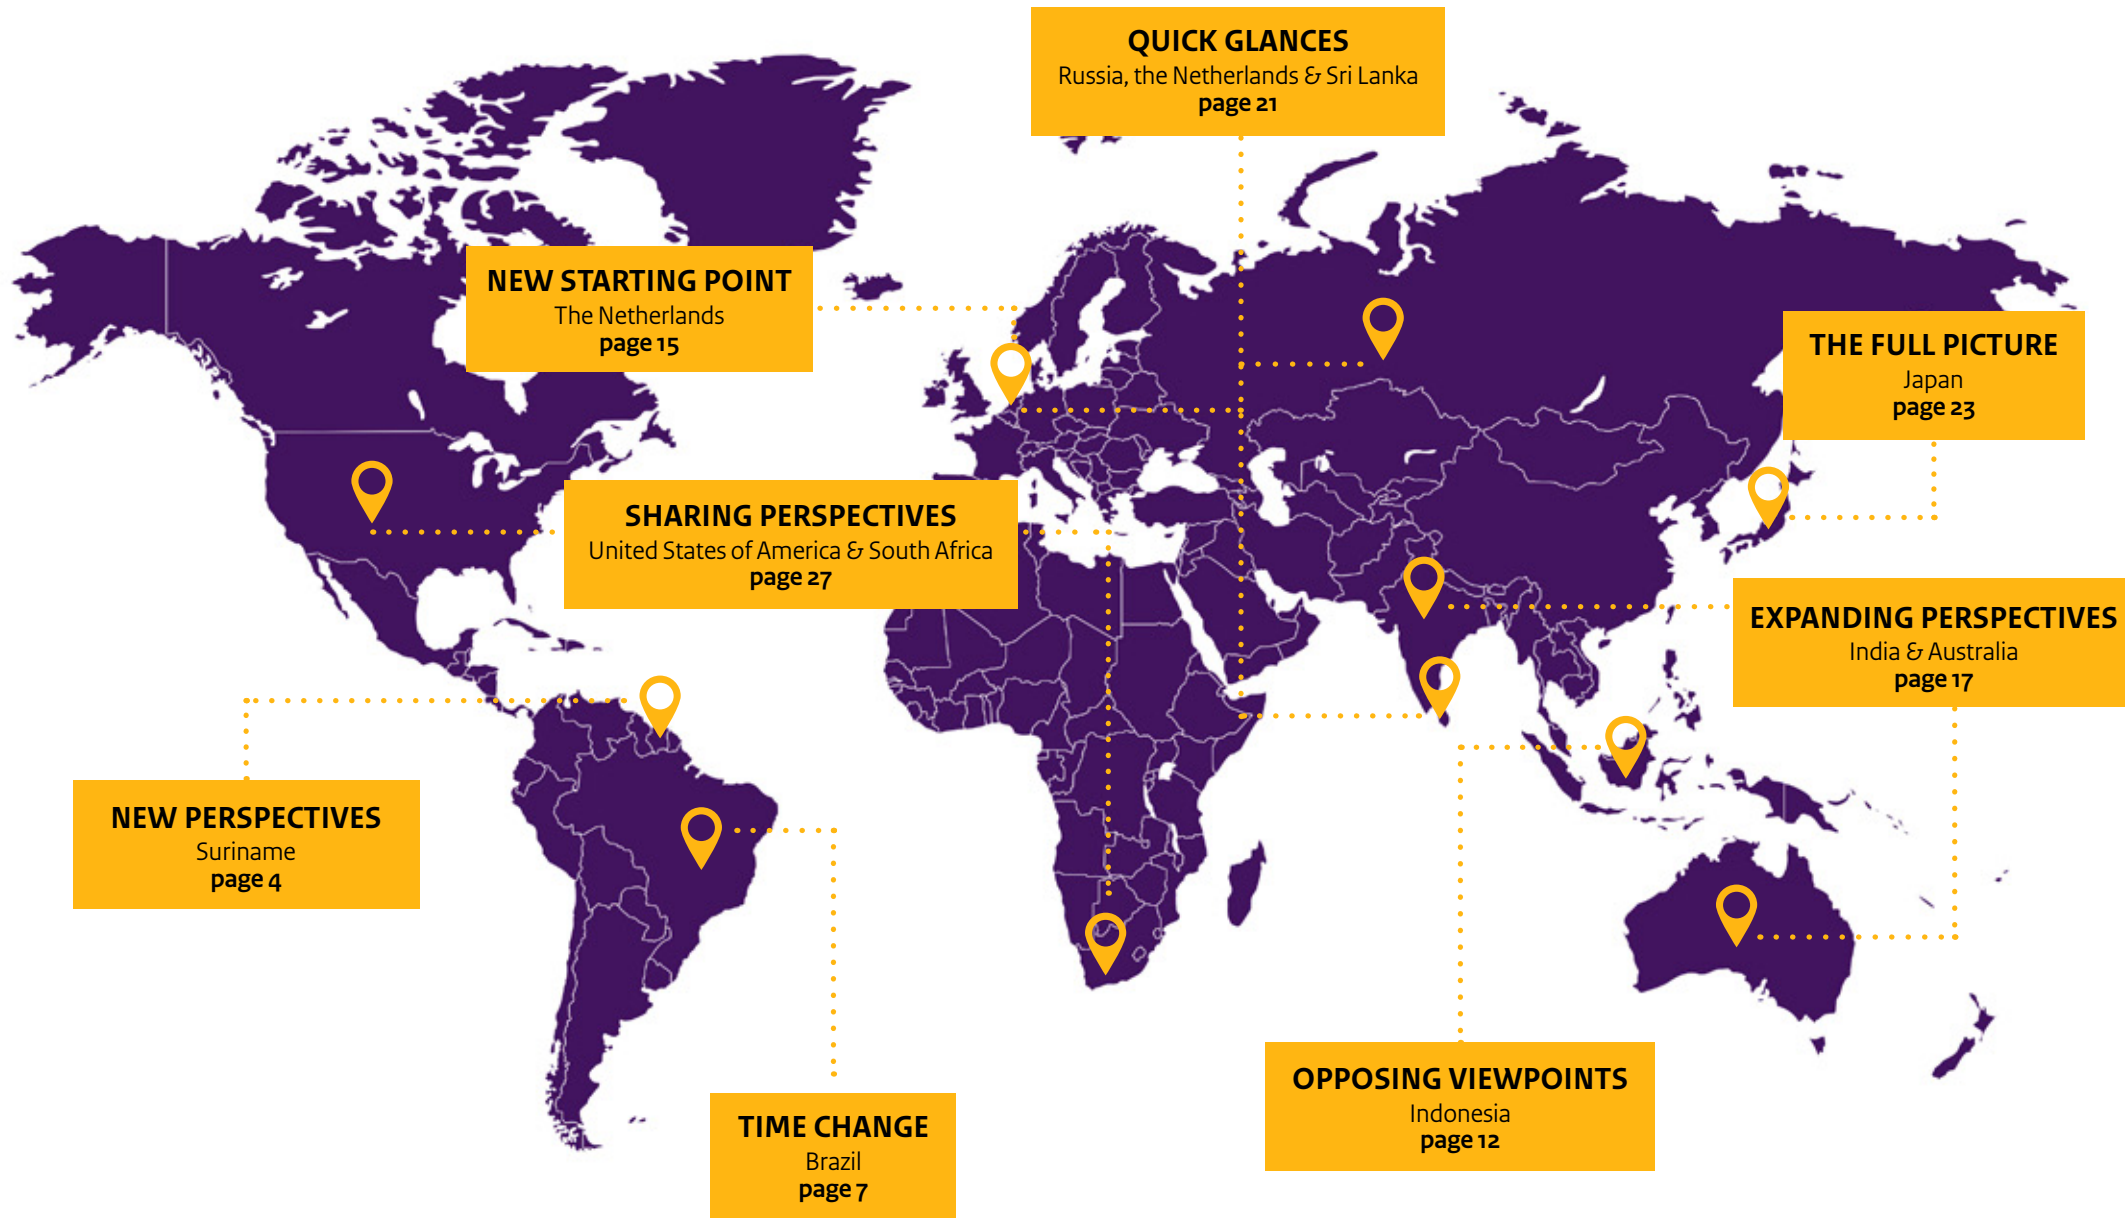 QUICK GLANCES
Russia, the Netherlands & Sri Lanka
page 21
NEW STARTING POINT
The Netherlands
page 15
THE FULL PICTURE
Japan
page 23
SHARING PERSPECTIVES
United States of America & South Africa
page 27
EXPANDING PERSPECTIVES
India & Australia
page 17
NEW PERSPECTIVES
Suriname
page 4
OPPOSING VIEWPOINTS
Indonesia
page 12
TIME CHANGE
Brazil
page 7